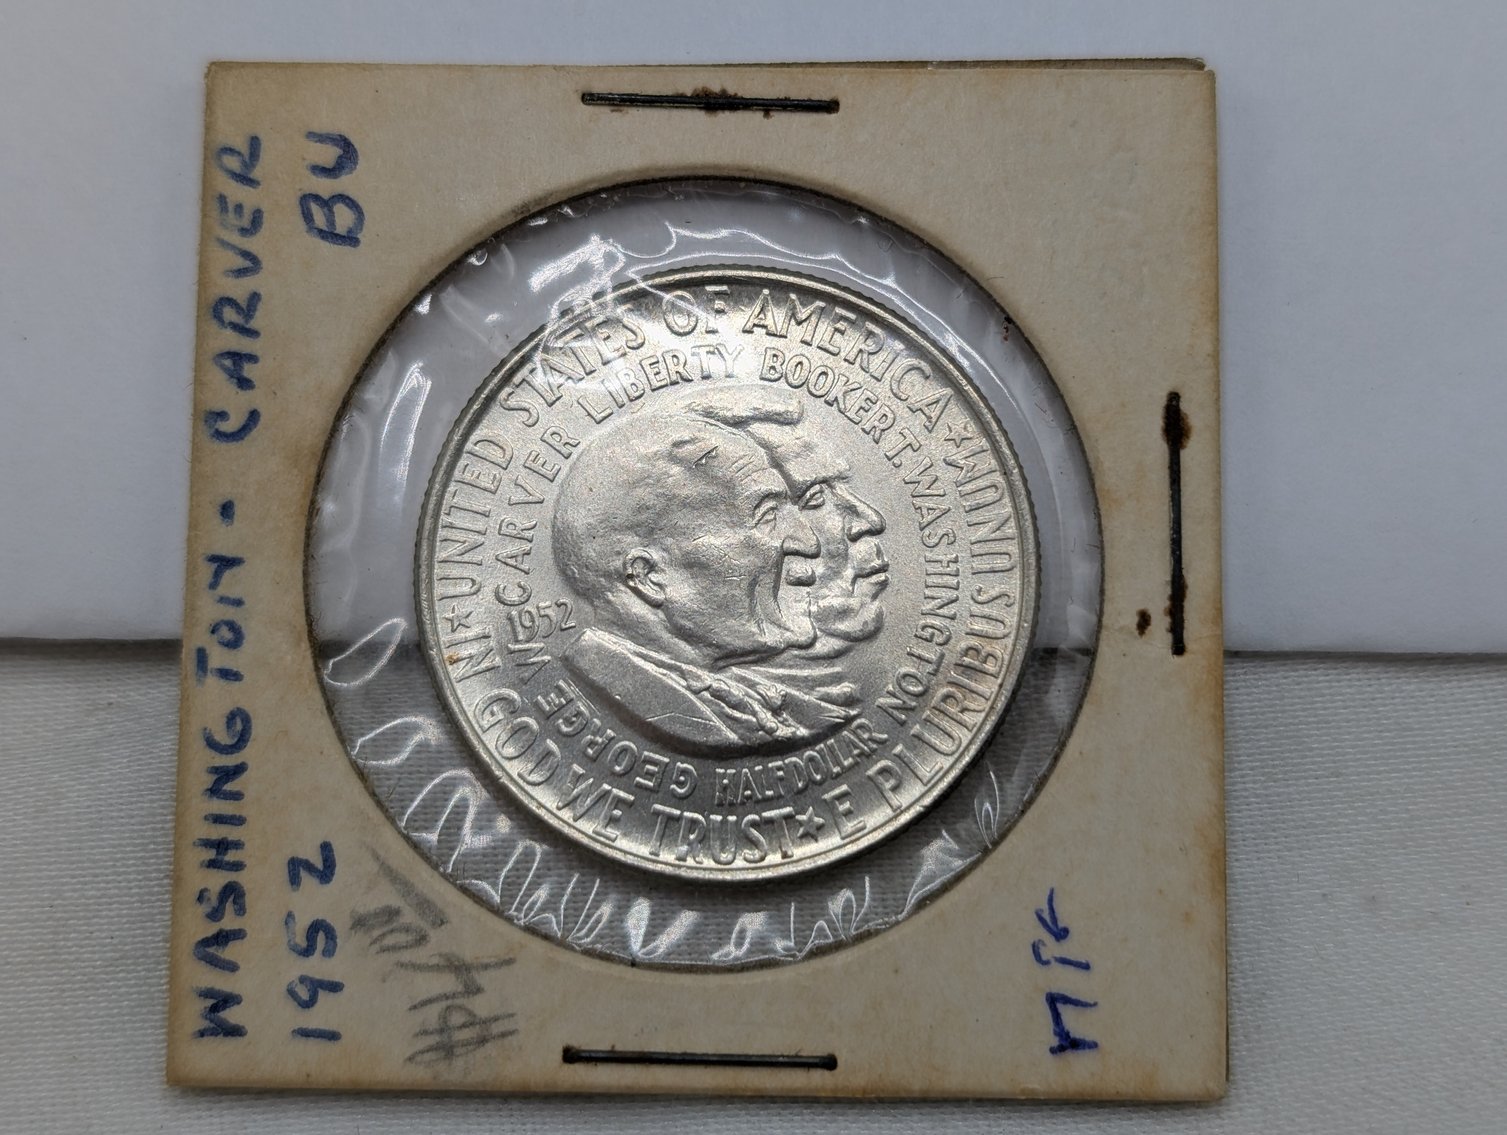 WASHINGTON - CARVER
1952 BU
UNITED STATES OF AMERICA ★ E PLURIBUS UNUM ★ IN GOD WE TRUST ★
LIBERTY
BOOKER T. WASHINGTON
GEORGE W. CARVER
1952
HALF DOLLAR